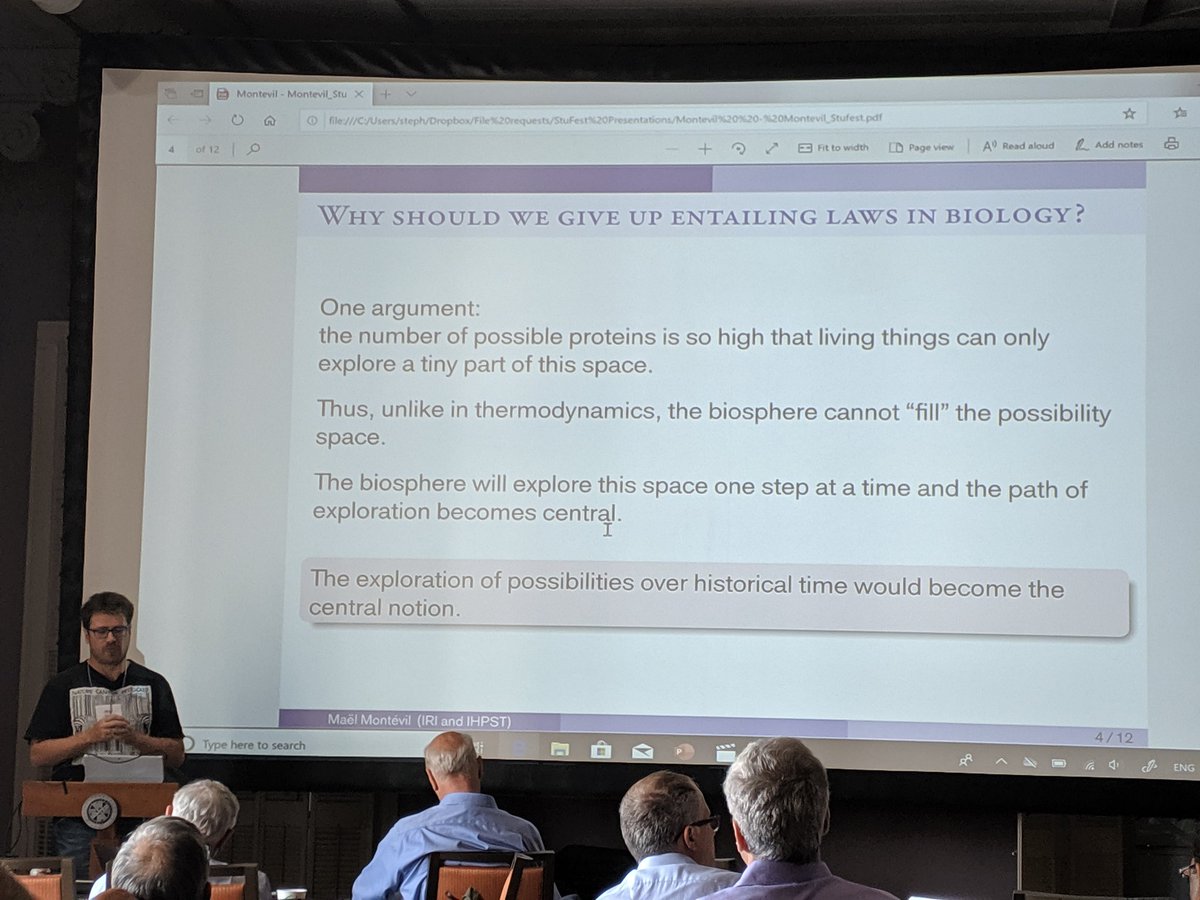 Montevil - Montevil_Stu
file:///C:/Users/steph/Dropbox/File%20requests/StuFest%20Presentations/Montevil%20%20-%20Montevil_Stufest.pdf
4 of 12
Fit to width
Page view
Read aloud
Add notes
WHY SHOULD WE GIVE UP ENTAILING LAWS IN BIOLOGY?
One argument:
the number of possible proteins is so high that living things can only
explore a tiny part of this space.
Thus, unlike in thermodynamics, the biosphere cannot “fill” the possibility
space.
The biosphere will explore this space one step at a time and the path of
exploration becomes central.
The exploration of possibilities over historical time would become the
central notion.
Maël Montévil (IRI and IHPST)
4 / 12
Type here to search
ENG